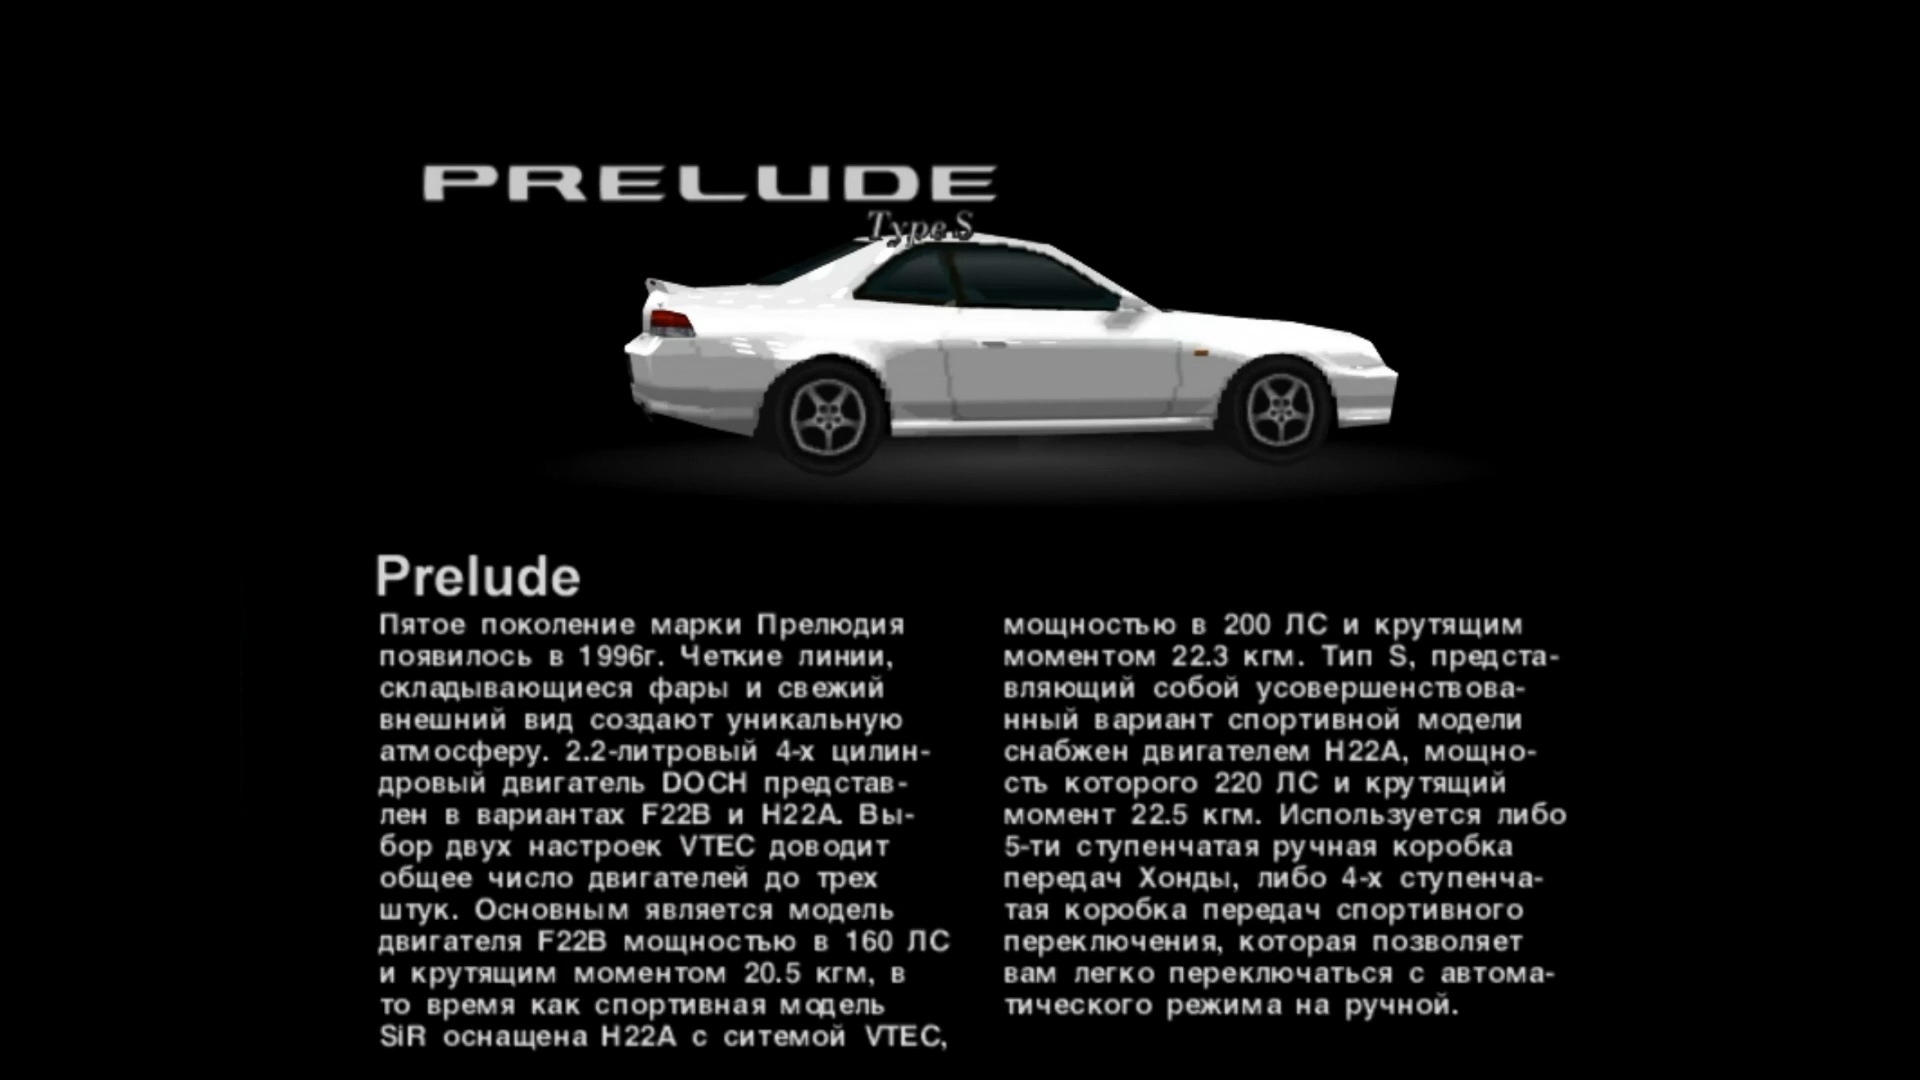 PRELUDE
Type S
Prelude
Пятое поколение марки Прелюдия
появилось в 1996г. Четкие линии,
складывающиеся фары и свежий
внешний вид создают уникальную
атмосферу. 2.2-литровый 4-х цилин-
дровый двигатель DOCH представ-
лен в вариантах F22B и H22A. Вы-
бор двух настроек VTEC доводит
общее число двигателей до трех
штук. Основным является модель
двигателя F22B мощностью в 160 ЛС
и крутящим моментом 20.5 кгм, в
то время как спортивная модель
SiR оснащена H22A с ситемой VTEC,
мощностью в 200 ЛС и крутящим
моментом 22.3 кгм. Тип S, предста-
вляющий собой усовершенствова-
нный вариант спортивной модели
снабжен двигателем H22A, мощно-
сть которого 220 ЛС и крутящий
момент 22.5 кгм. Используется либо
5-ти ступенчатая ручная коробка
передач Хонды, либо 4-х ступенча-
тая коробка передач спортивного
переключения, которая позволяет
вам легко переключаться с автома-
тического режима на ручной.